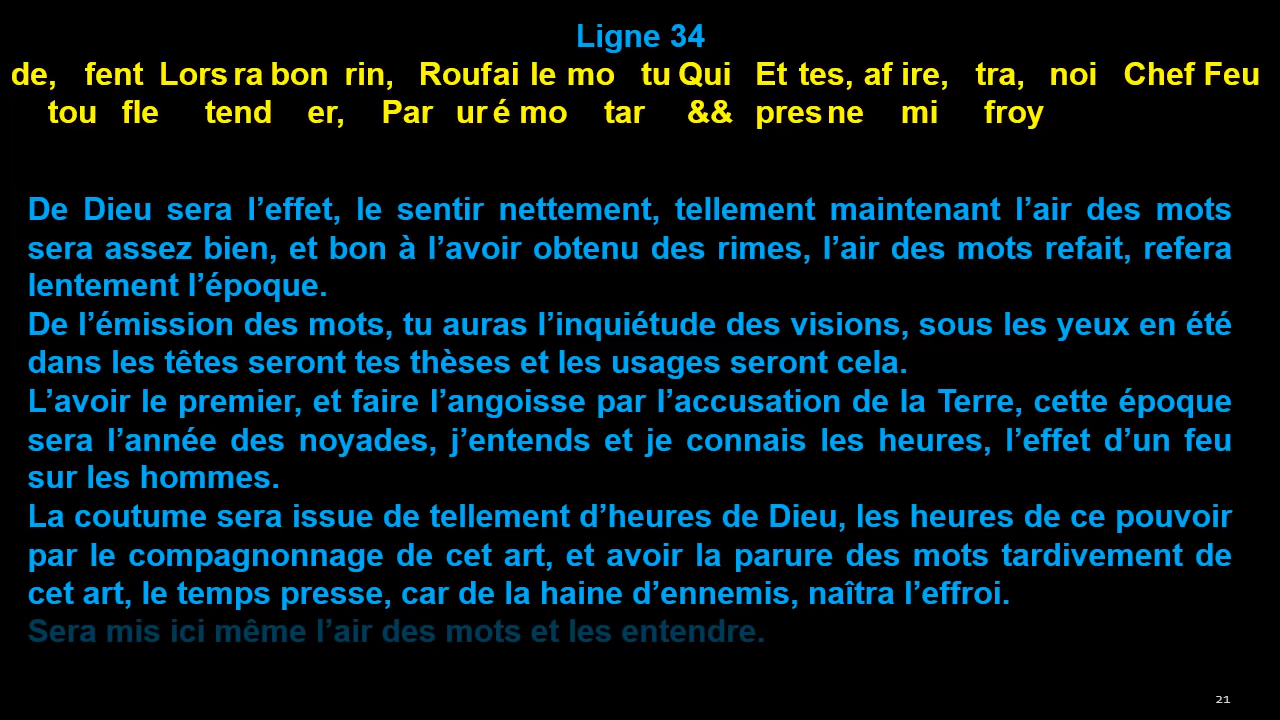 Ligne 34
de, fent Lors ra bon rin, Roufai le mo tu Qui Et tes, af ire, tra, noi Chef Feu
tou fle tend er, Par ur é mo tar && pres ne mi froy
De Dieu sera l’effet, le sentir nettement, tellement maintenant l’air des mots
sera assez bien, et bon à l’avoir obtenu des rimes, l’air des mots refait, refera
lentement l’époque.
De l’émission des mots, tu auras l’inquiétude des visions, sous les yeux en été
dans les têtes seront tes thèses et les usages seront cela.
L’avoir le premier, et faire l’angoisse par l’accusation de la Terre, cette époque
sera l’année des noyades, j’entends et je connais les heures, l’effet d’un feu
sur les hommes.
La coutume sera issue de tellement d’heures de Dieu, les heures de ce pouvoir
par le compagnonnage de cet art, et avoir la parure des mots tardivement de
cet art, le temps presse, car de la haine d’ennemis, naîtra l’effroi.
Sera mis ici même l’air des mots et les entendre.
21